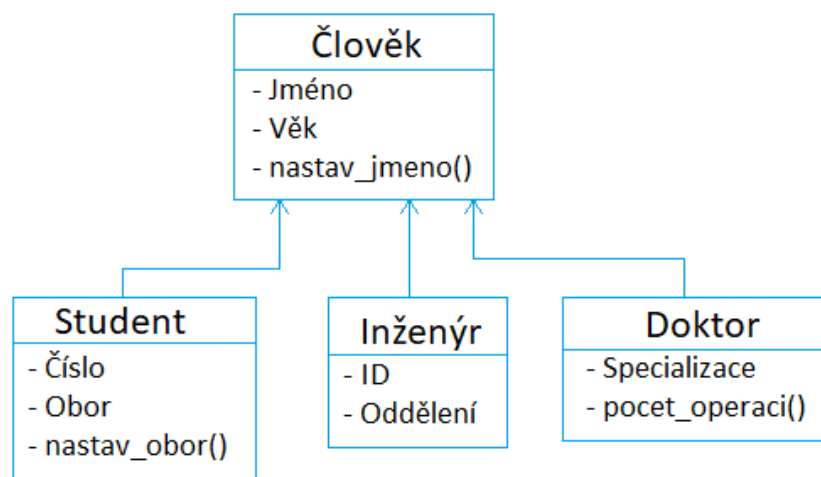 Člověk
- Jméno
- Věk
- nastav_jmeno()
Student
- Číslo
- Obor
- nastav_obor()
Inženýr
- ID
- Oddělení
Doktor
- Specializace
- pocet_operaci()